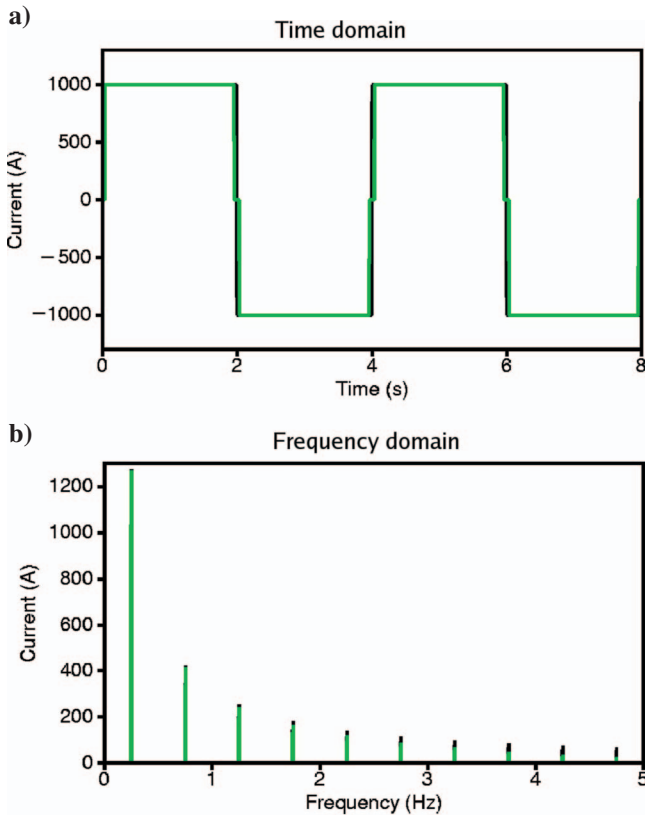 a)
Time domain
1000
500
0
−500
−1000
Current (A)
0 2 4 6 8
Time (s)
b)
Frequency domain
1200
1000
800
600
400
200
0
Current (A)
0 1 2 3 4 5
Frequency (Hz)